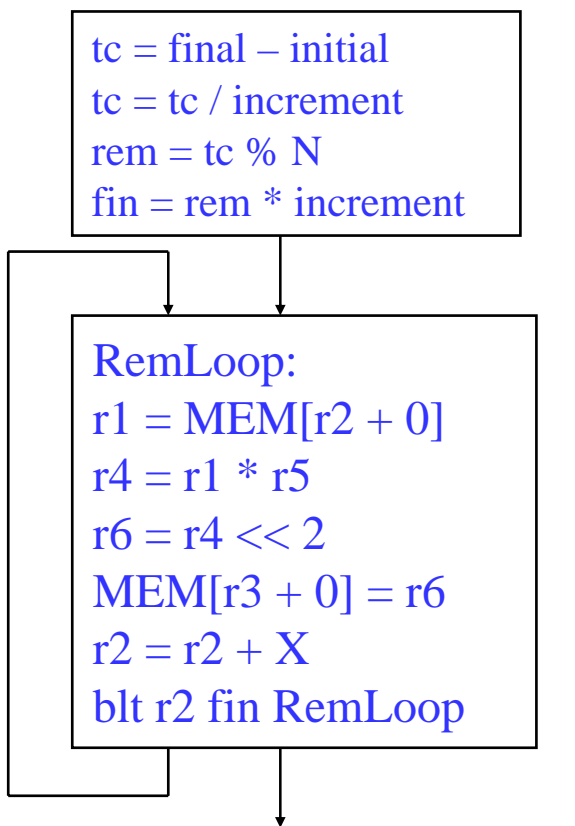 tc = final – initial
tc = tc / increment
rem = tc % N
fin = rem * increment
RemLoop:
r1 = MEM[r2 + 0]
r4 = r1 * r5
r6 = r4 << 2
MEM[r3 + 0] = r6
r2 = r2 + X
blt r2 fin RemLoop